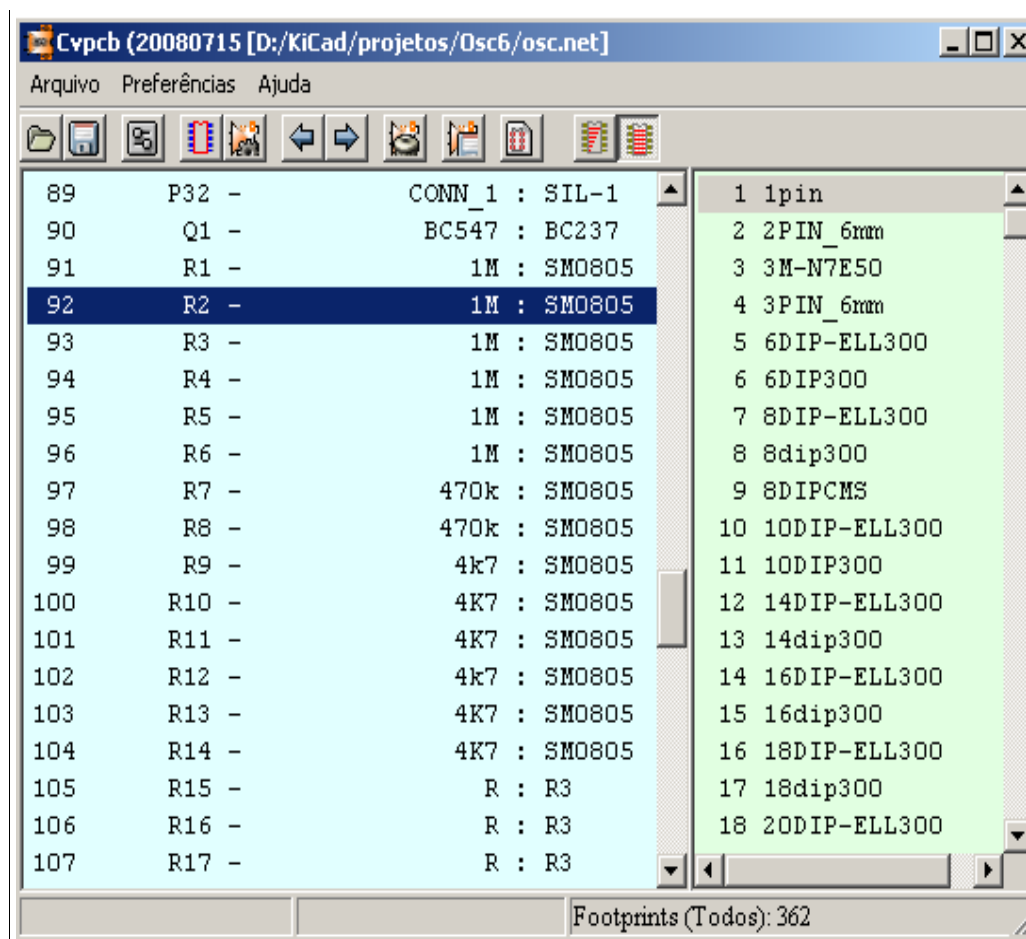 Cvpcb (20080715 [D:/KiCad/projetos/Osc6/osc.net]
Arquivo Preferências Ajuda
89 P32 - CONN_1 : SIL-1
90 Q1 - BC547 : BC237
91 R1 - 1M : SM0805
92 R2 - 1M : SM0805
93 R3 - 1M : SM0805
94 R4 - 1M : SM0805
95 R5 - 1M : SM0805
96 R6 - 1M : SM0805
97 R7 - 470k : SM0805
98 R8 - 470k : SM0805
99 R9 - 4k7 : SM0805
100 R10 - 4K7 : SM0805
101 R11 - 4K7 : SM0805
102 R12 - 4k7 : SM0805
103 R13 - 4K7 : SM0805
104 R14 - 4K7 : SM0805
105 R15 - R : R3
106 R16 - R : R3
107 R17 - R : R3
1 1pin
2 2PIN_6mm
3 3M-N7E50
4 3PIN_6mm
5 6DIP-ELL300
6 6DIP300
7 8DIP-ELL300
8 8dip300
9 8DIPCMS
10 10DIP-ELL300
11 10DIP300
12 14DIP-ELL300
13 14dip300
14 16DIP-ELL300
15 16dip300
16 18DIP-ELL300
17 18dip300
18 20DIP-ELL300
Footprints (Todos): 362